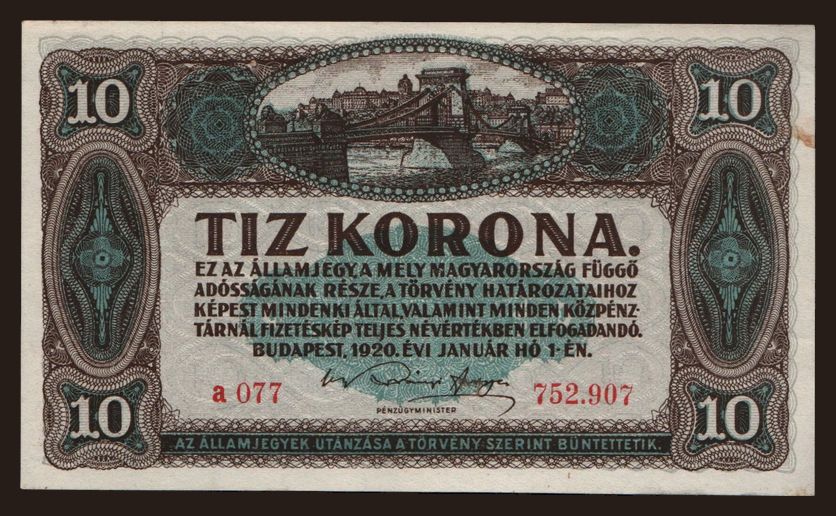 10 10
TIZ KORONA.
EZ AZ ÁLLAMJEGY, A MELY MAGYARORSZÁG FÜGGŐ
ADÓSSÁGÁNAK RÉSZE, A TÖRVÉNY HATÁROZATAIHOZ
KÉPEST MINDENKI ÁLTAL, VALAMINT MINDEN KÖZPÉNZ-
TÁRNÁL FIZETÉSKÉP TELJES NÉVÉRTÉKBEN ELFOGADANDÓ.
BUDAPEST, 1920. ÉVI JANUÁR HÓ 1-ÉN.
a 077 752.907
PÉNZÜGYMINISTER
10 10
AZ ÁLLAMJEGYEK UTÁNZÁSA A TÖRVÉNY SZERINT BÜNTETTETIK.